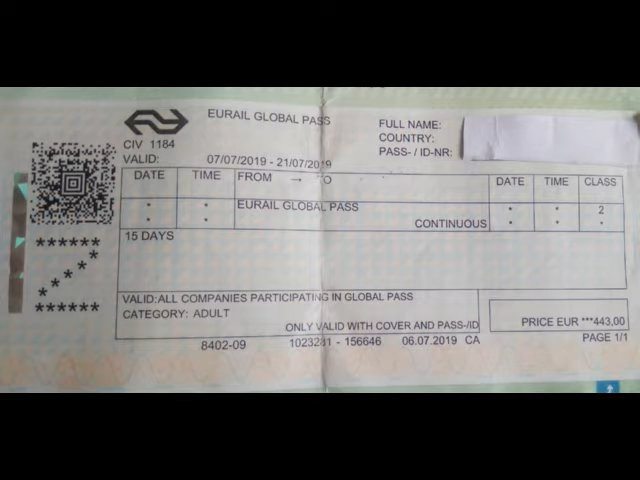 EURAIL GLOBAL PASS
CIV 1184
VALID: 07/07/2019 - 21/07/2019
FULL NAME:
COUNTRY:
PASS- / ID-NR:
DATE TIME FROM → TO DATE TIME CLASS
* * EURAIL GLOBAL PASS * * 2
* * CONTINUOUS * * *
15 DAYS
******
*
*
*
*
******
VALID:ALL COMPANIES PARTICIPATING IN GLOBAL PASS
CATEGORY: ADULT
ONLY VALID WITH COVER AND PASS-/ID
PRICE EUR ***443,00
8402-09 1023281 - 156646 06.07.2019 CA
PAGE 1/1